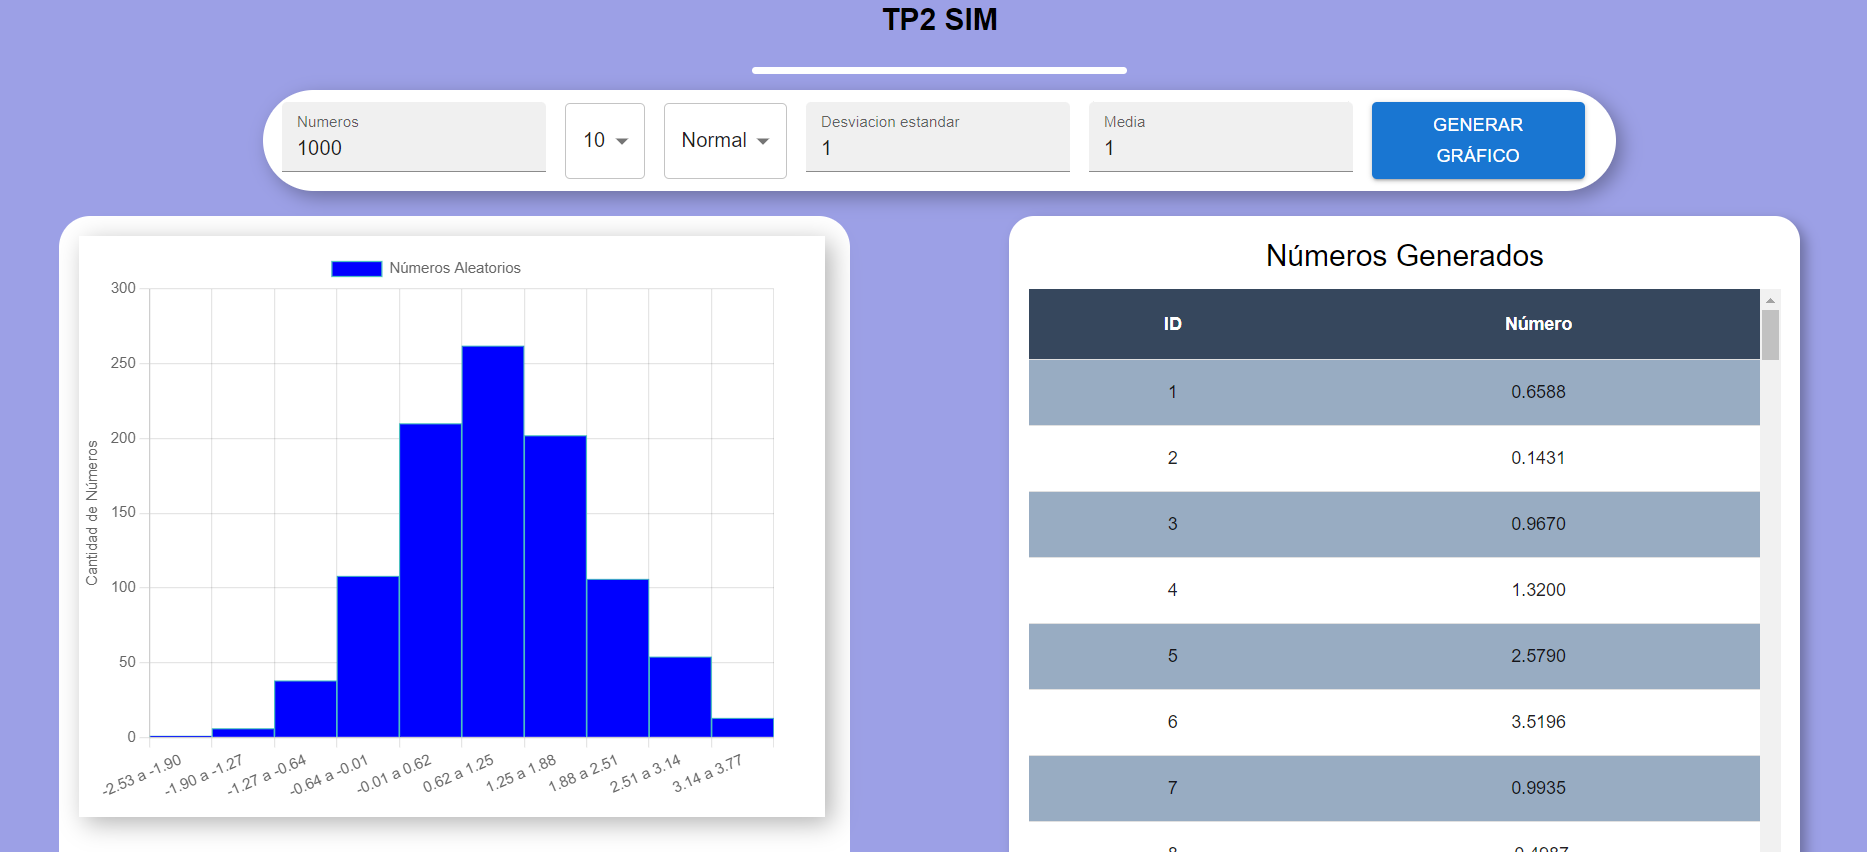 TP2 SIM
Numeros
1000
10
Normal
Desviacion estandar
1
Media
1
GENERAR
GRÁFICO
Números Aleatorios
Cantidad de Números
300
250
200
150
100
50
0
-2.53 a -1.90
-1.90 a -1.27
-1.27 a -0.64
-0.64 a -0.01
-0.01 a 0.62
0.62 a 1.25
1.25 a 1.88
1.88 a 2.51
2.51 a 3.14
3.14 a 3.77
Números Generados
ID Número
1 0.6588
2 0.1431
3 0.9670
4 1.3200
5 2.5790
6 3.5196
7 0.9935